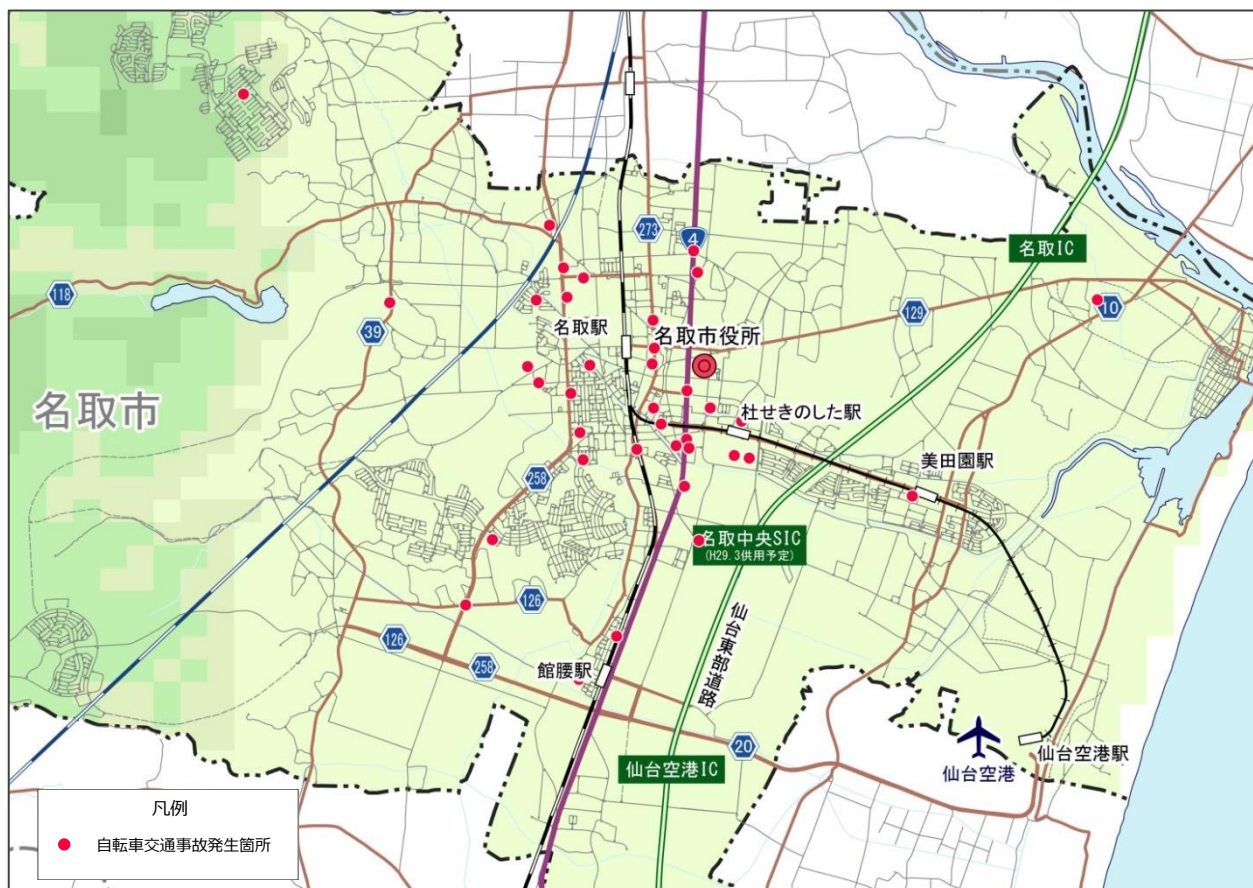 273
4
名取IC
118
10
39
129
名取駅
名取市役所
名取市
杜せきのした駅
美田園駅
258
名取中央SIC
(H29.3供用予定)
126
仙台東部道路
126
館腰駅
258
20
仙台空港IC
仙台空港
仙台空港駅
凡例
自転車交通事故発生箇所